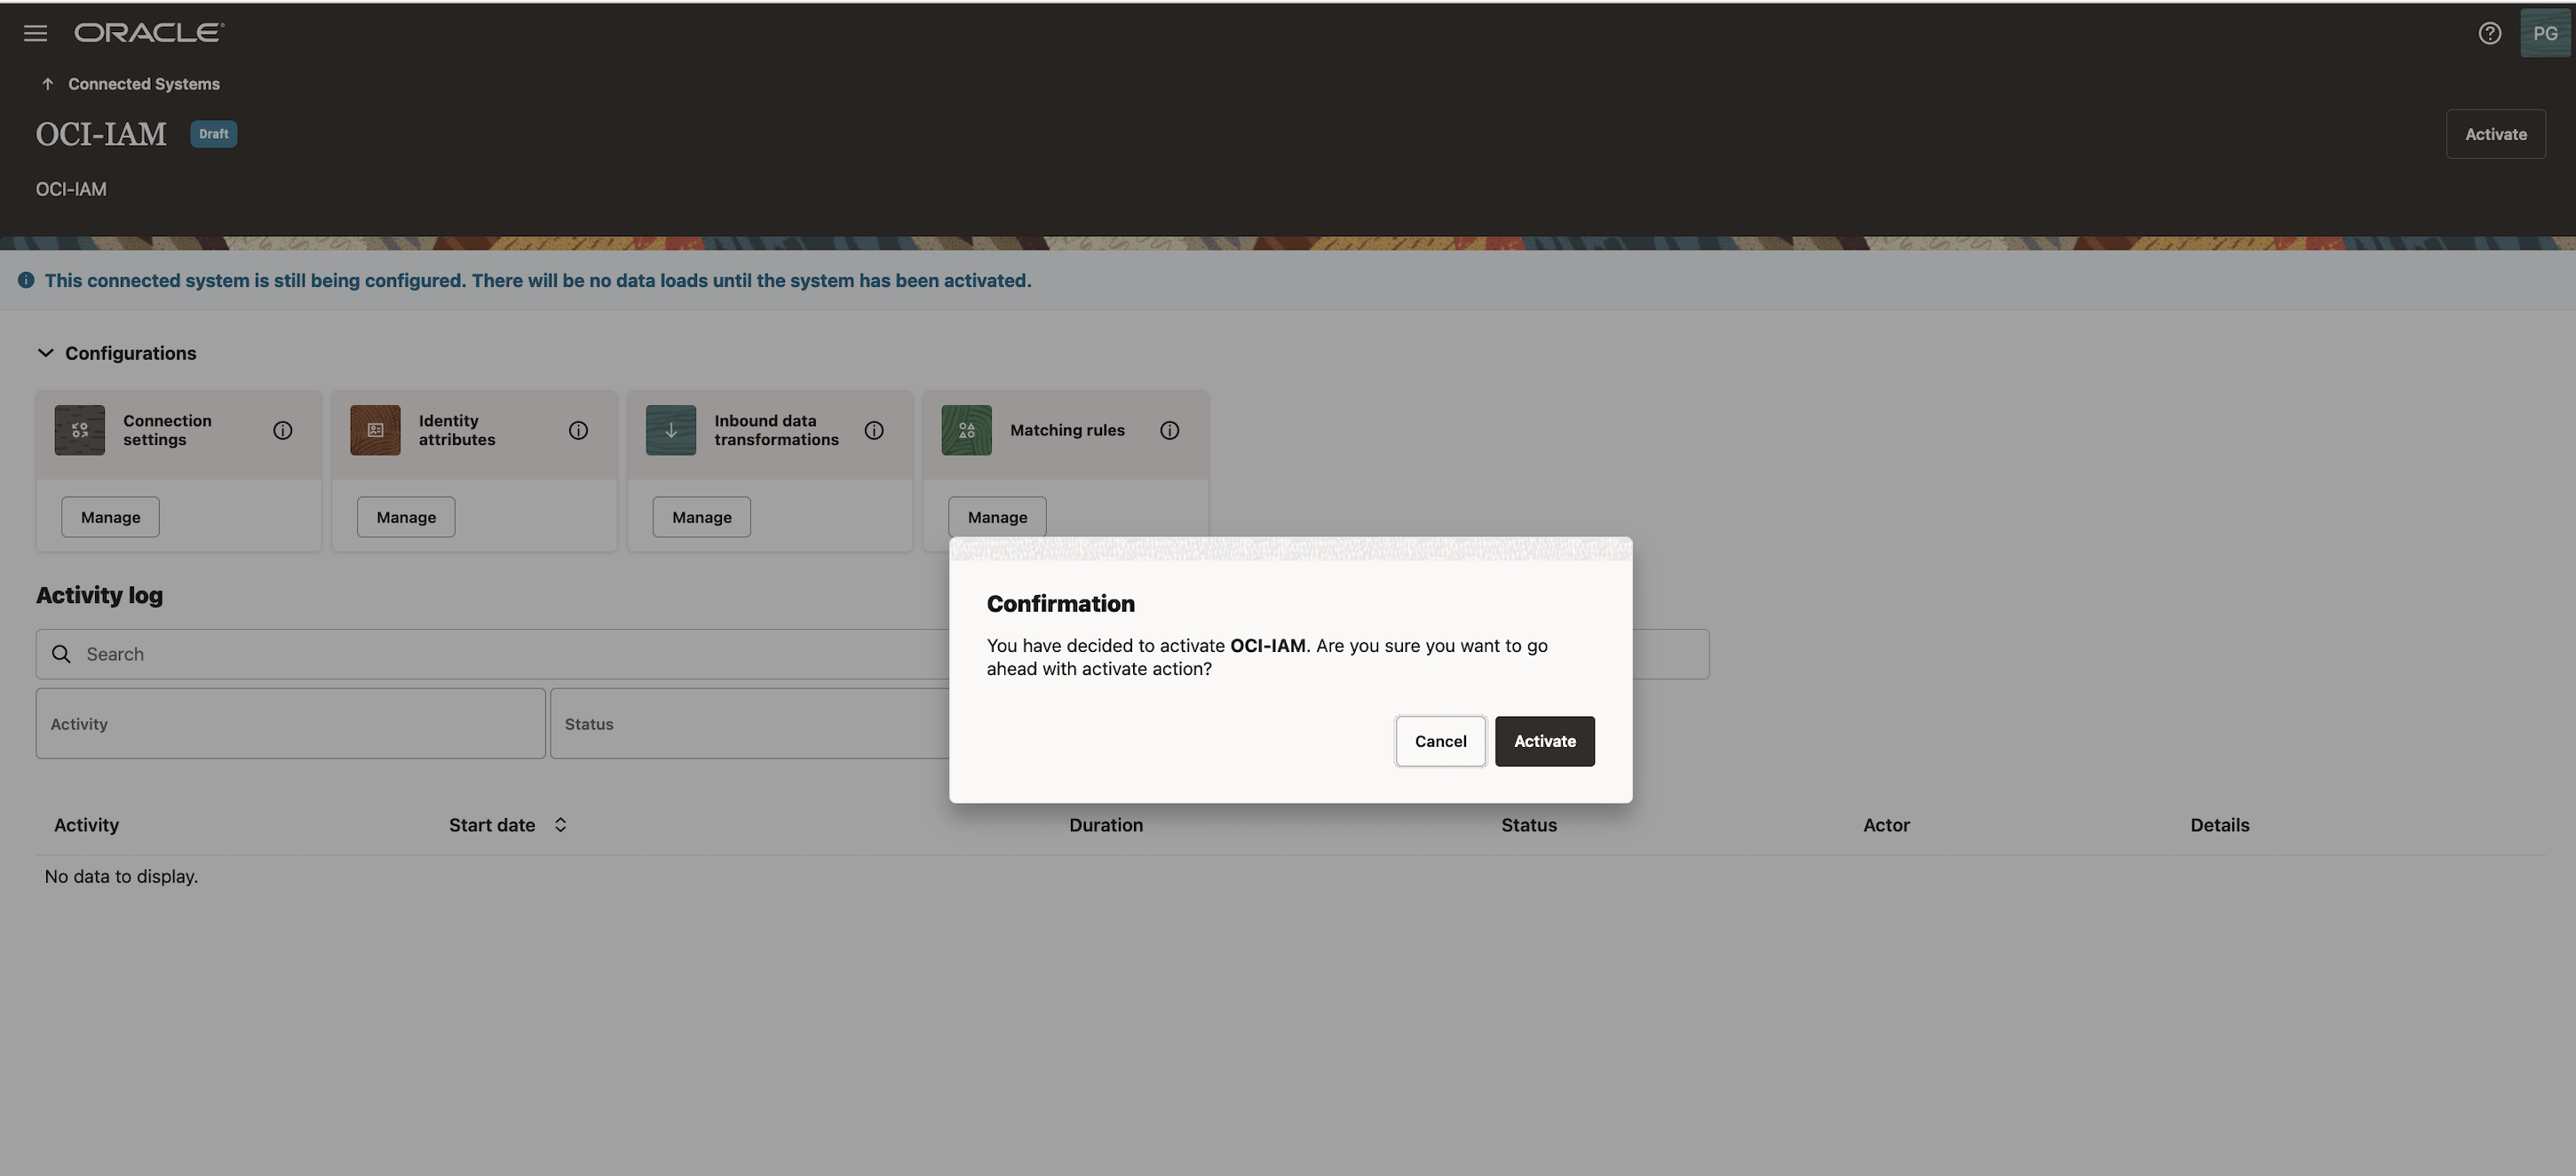 ORACLE
PG
Connected Systems
OCI-IAM
Draft
Activate
OCI-IAM
This connected system is still being configured. There will be no data loads until the system has been activated.
Configurations
Connection
settings
Identity
attributes
Inbound data
transformations
Matching rules
Manage
Manage
Manage
Manage
Activity log
Search
Activity
Status
Confirmation
You have decided to activate OCI-IAM. Are you sure you want to go
ahead with activate action?
Cancel
Activate
Activity
Start date
Duration
Status
Actor
Details
No data to display.